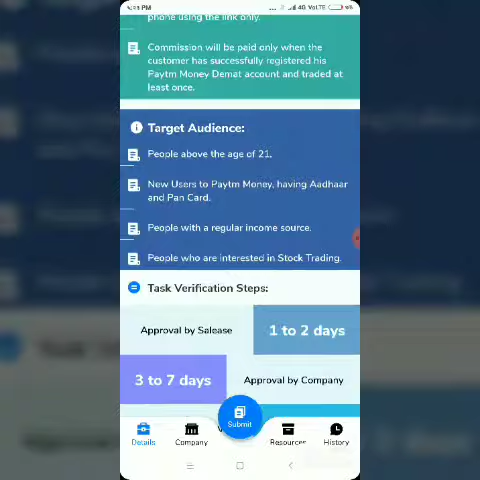 4G VoLTE
phone using the link only.
Commission will be paid only when the
customer has successfully registered his
Paytm Money Demat account and traded at
least once.
Target Audience:
People above the age of 21.
New Users to Paytm Money, having Aadhaar
and Pan Card.
People with a regular income source.
People who are interested in Stock Trading.
Task Verification Steps:
Approval by Salease
1 to 2 days
3 to 7 days
Approval by Company
Submit
Details
Company
Resources
History